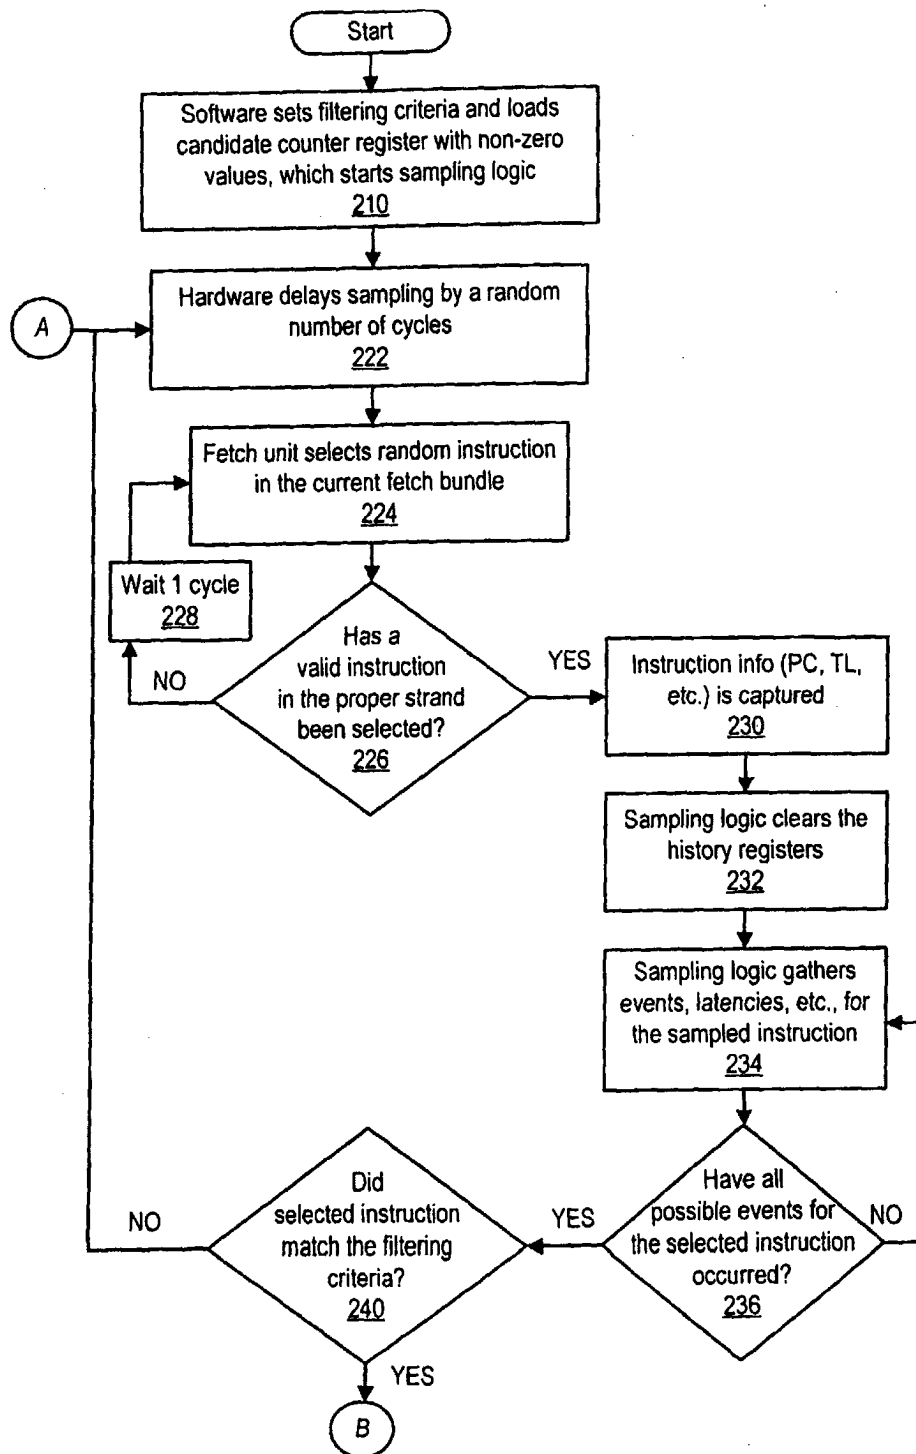 Start
Software sets filtering criteria and loads
candidate counter register with non-zero
values, which starts sampling logic
210
A
Hardware delays sampling by a random
number of cycles
222
Fetch unit selects random instruction
in the current fetch bundle
224
Wait 1 cycle
228
NO
Has a
valid instruction
in the proper strand
been selected?
226
YES
Instruction info (PC, TL,
etc.) is captured
230
Sampling logic clears the
history registers
232
Sampling logic gathers
events, latencies, etc., for
the sampled instruction
234
Have all
possible events for
the selected instruction
occurred?
236
NO
YES
Did
selected instruction
match the filtering
criteria?
240
NO
YES
B